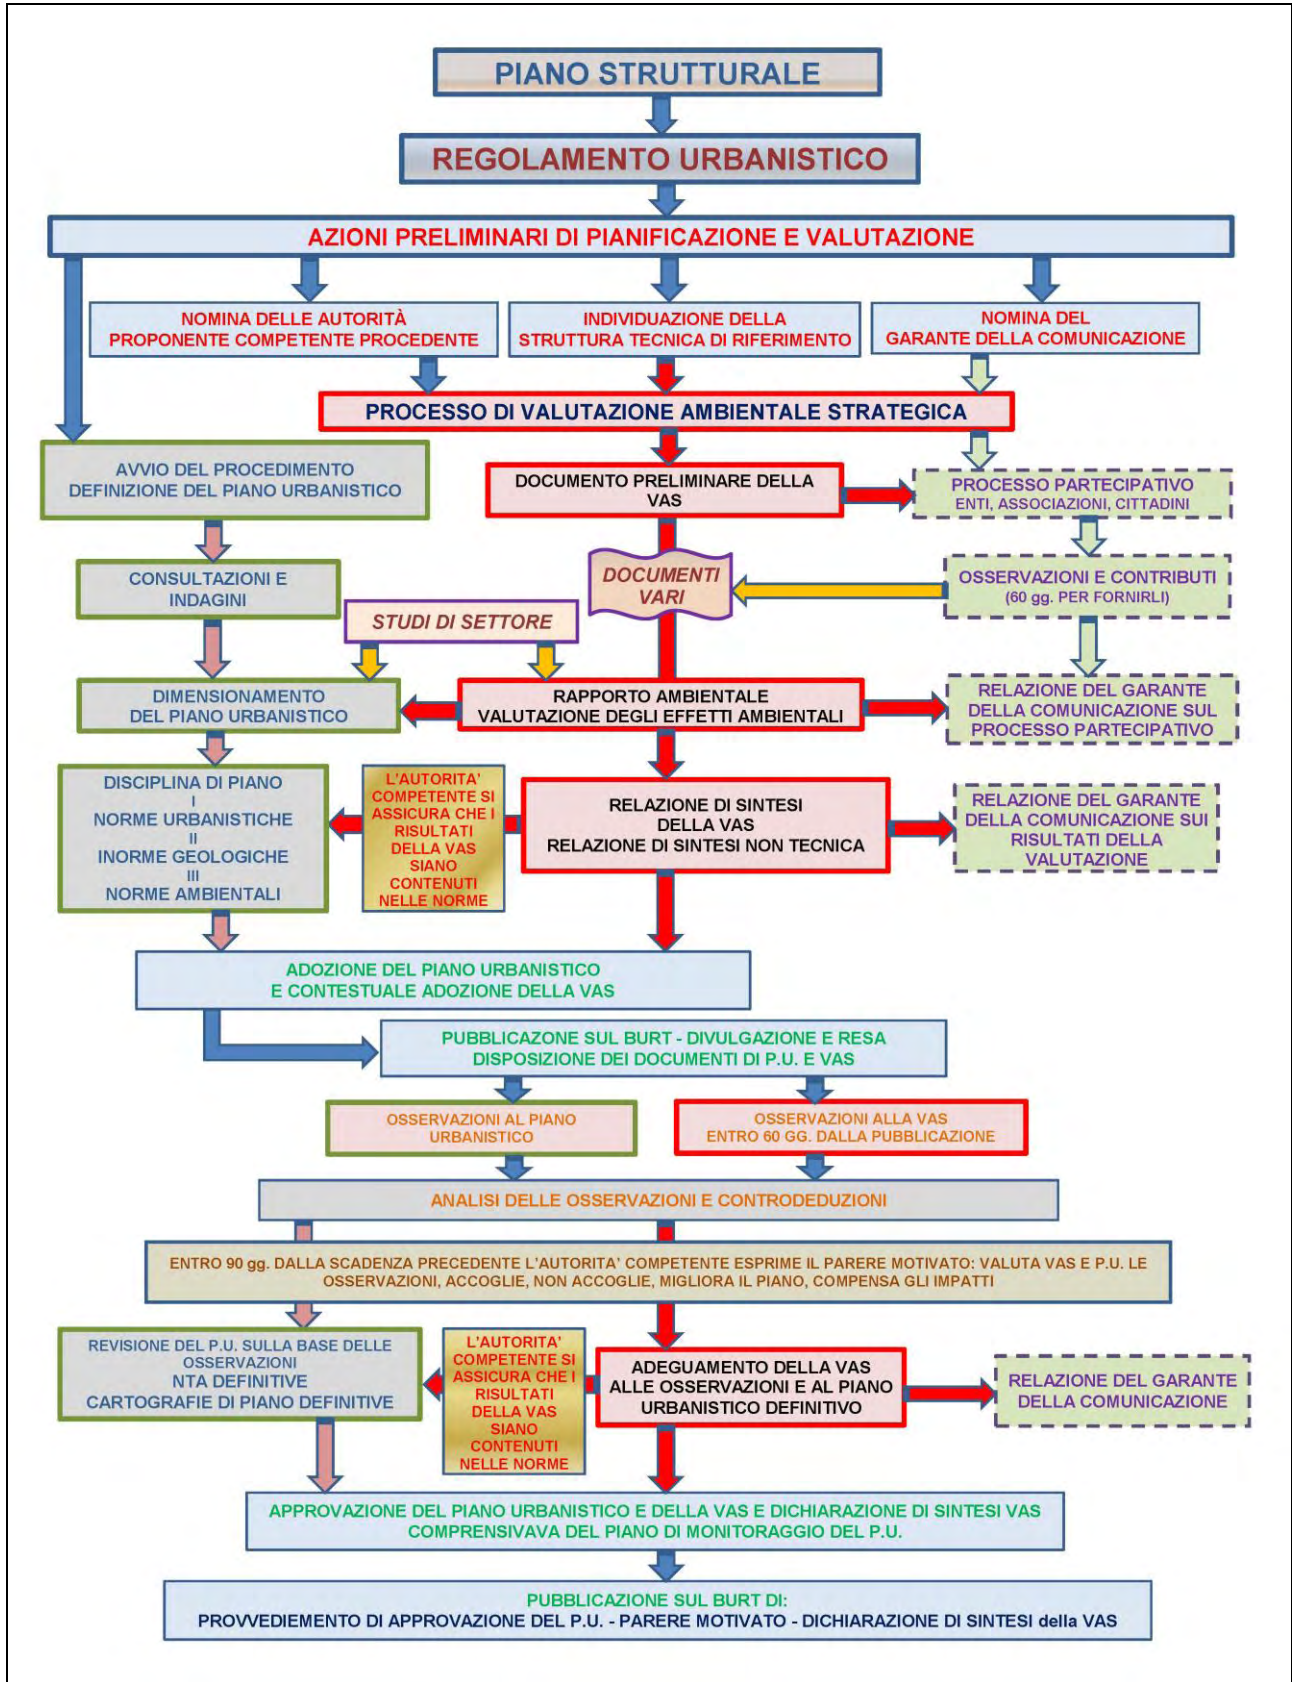 PIANO STRUTTURALE
REGOLAMENTO URBANISTICO
AZIONI PRELIMINARI DI PIANIFICAZIONE E VALUTAZIONE
NOMINA DELLE AUTORITÀ
PROPONENTE COMPETENTE PROCEDENTE
INDIVIDUAZIONE DELLA
STRUTTURA TECNICA DI RIFERIMENTO
NOMINA DEL
GARANTE DELLA COMUNICAZIONE
PROCESSO DI VALUTAZIONE AMBIENTALE STRATEGICA
AVVIO DEL PROCEDIMENTO
DEFINIZIONE DEL PIANO URBANISTICO
DOCUMENTO PRELIMINARE DELLA
VAS
PROCESSO PARTECIPATIVO
ENTI, ASSOCIAZIONI, CITTADINI
CONSULTAZIONI E
INDAGINI
DOCUMENTI
VARI
OSSERVAZIONI E CONTRIBUTI
(60 gg. PER FORNIRLI)
STUDI DI SETTORE
DIMENSIONAMENTO
DEL PIANO URBANISTICO
RAPPORTO AMBIENTALE
VALUTAZIONE DEGLI EFFETTI AMBIENTALI
RELAZIONE DEL GARANTE
DELLA COMUNICAZIONE SUL
PROCESSO PARTECIPATIVO
DISCIPLINA DI PIANO
I
NORME URBANISTICHE
II
INORME GEOLOGICHE
III
NORME AMBIENTALI
L'AUTORITA'
COMPETENTE SI
ASSICURA CHE I
RISULTATI
DELLA VAS
SIANO
CONTENUTI
NELLE NORME
RELAZIONE DI SINTESI
DELLA VAS
RELAZIONE DI SINTESI NON TECNICA
RELAZIONE DEL GARANTE
DELLA COMUNICAZIONE SUI
RISULTATI DELLA
VALUTAZIONE
ADOZIONE DEL PIANO URBANISTICO
E CONTESTUALE ADOZIONE DELLA VAS
PUBBLICAZONE SUL BURT - DIVULGAZIONE E RESA
DISPOSIZIONE DEI DOCUMENTI DI P.U. E VAS
OSSERVAZIONI AL PIANO
URBANISTICO
OSSERVAZIONI ALLA VAS
ENTRO 60 GG. DALLA PUBBLICAZIONE
ANALISI DELLE OSSERVAZIONI E CONTRODEDUZIONI
ENTRO 90 gg. DALLA SCADENZA PRECEDENTE L'AUTORITA' COMPETENTE ESPRIME IL PARERE MOTIVATO: VALUTA VAS E P.U. LE
OSSERVAZIONI, ACCOGLIE, NON ACCOGLIE, MIGLIORA IL PIANO, COMPENSA GLI IMPATTI
REVISIONE DEL P.U. SULLA BASE DELLE
OSSERVAZIONI
NTA DEFINITIVE
CARTOGRAFIE DI PIANO DEFINITIVE
L'AUTORITA'
COMPETENTE SI
ASSICURA CHE I
RISULTATI
DELLA VAS
SIANO
CONTENUTI
NELLE NORME
ADEGUAMENTO DELLA VAS
ALLE OSSERVAZIONI E AL PIANO
URBANISTICO DEFINITIVO
RELAZIONE DEL GARANTE
DELLA COMUNICAZIONE
APPROVAZIONE DEL PIANO URBANISTICO E DELLA VAS E DICHIARAZIONE DI SINTESI VAS
COMPRENSIVAVA DEL PIANO DI MONITORAGGIO DEL P.U.
PUBBLICAZIONE SUL BURT DI:
PROVVEDIEMENTO DI APPROVAZIONE DEL P.U. - PARERE MOTIVATO - DICHIARAZIONE DI SINTESI della VAS